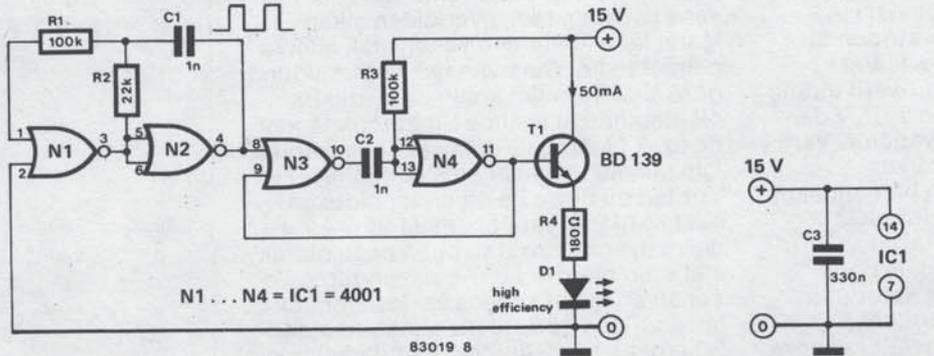 R1
100k
C1
1n
R2
22k
1
2
N1
3
5
6
N2
4
8
9
N3
10
C2
1n
R3
100k
12
13
N4
11
15 V
+
50mA
T1
BD 139
R4
180Ω
D1
high
efficiency
0
N1 . . . N4 = IC1 = 4001
83019 8
15 V
+
C3
330n
14
IC1
7
0